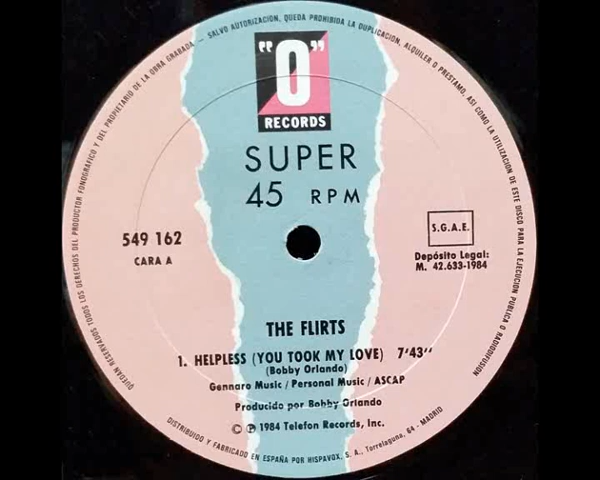 QUEDAN RESERVADOS TODOS LOS DERECHOS DEL PRODUCTOR FONOGRAFICO Y DEL PROPIETARIO DE LA OBRA GRABADA – SALVO AUTORIZACION, QUEDA PROHIBIDA LA DUPLICACION, ALQUILER O PRESTAMO, ASI COMO LA UTILIZACION DE ESTE DISCO PARA LA EJECUCION PUBLICA O RADIODIFUSION
"O"
RECORDS
SUPER
45 RPM
549 162
CARA A
S.G.A.E.
Depósito Legal:
M. 42.633-1984
THE FLIRTS
1. HELPLESS (YOU TOOK MY LOVE) 7'43''
(Bobby Orlando)
Gennaro Music / Personal Music / ASCAP
Producido por Bobby Orlando
© ℗ 1984 Telefon Records, Inc.
DISTRIBUIDO Y FABRICADO EN ESPAÑA POR HISPAVOX, S. A., Torrelaguna, 64 - MADRID